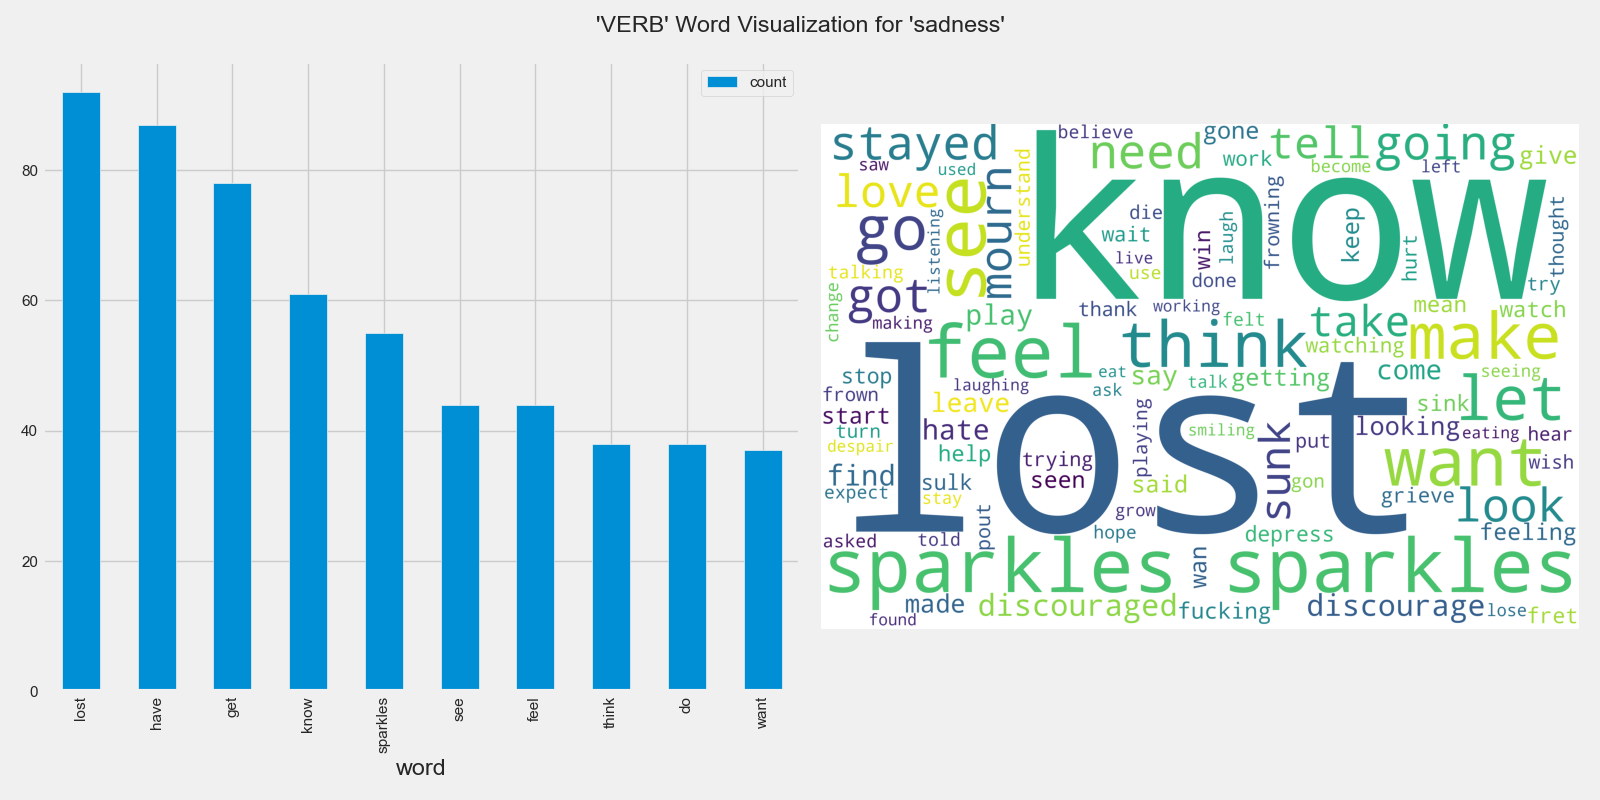 'VERB' Word Visualization for 'sadness'
count
80
60
40
20
0
lost
have
get
know
sparkles
see
feel
think
do
want
word
stayed
believe
gone
tell
going
need
work
become
left
give
saw
used
love
see
mourn
understand
know
go
listening
die
wait
live
use
win
laugh
done
frowning
keep
hurt
thought
try
talking
got
change
making
play
thank
working
felt
take
mean
watch
feel
think
watching
make
stop
laughing
eat
ask
say
talk
getting
come
seeing
frown
start
turn
despair
leave
hate
help
lost
trying
seen
playing
smiling
sunk
put
looking
sink
let
eating
hear
find
expect
sulk
stay
said
gon
want
wish
grieve
look
feeling
asked
told
pout
grow
hope
wan
depress
sparkles
sparkles
made
found
discouraged
fucking
discourage
lose
fret